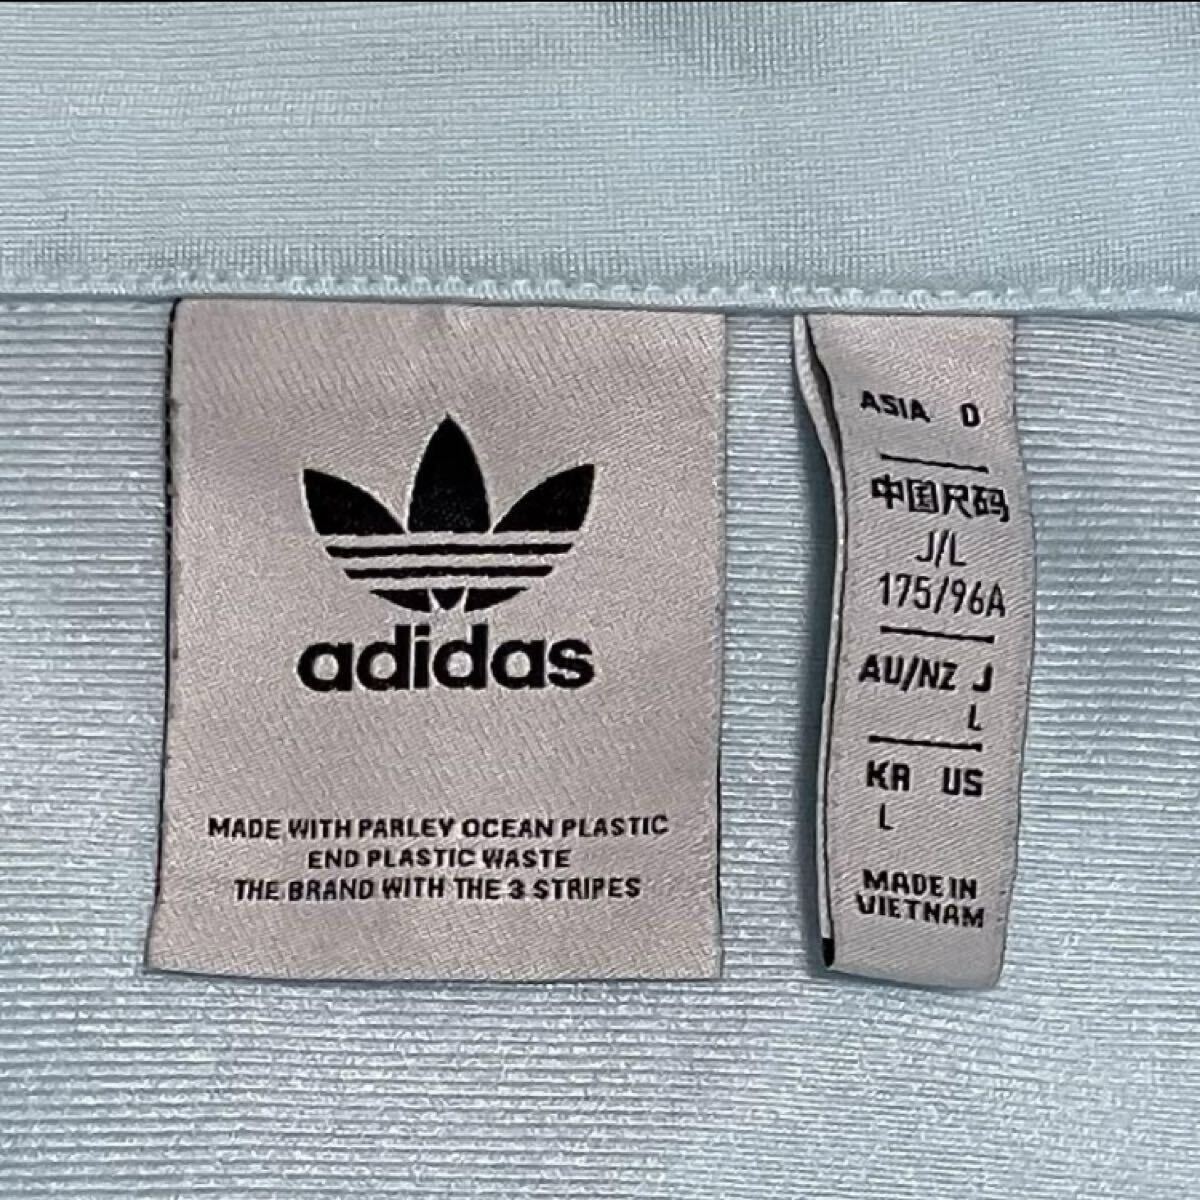 adidas
MADE WITH PARLEY OCEAN PLASTIC
END PLASTIC WASTE
THE BRAND WITH THE 3 STRIPES
ASIA O
中国尺码
J/L
175/96A
AU/NZ J
L
KR US
L
MADE IN
VIETNAM